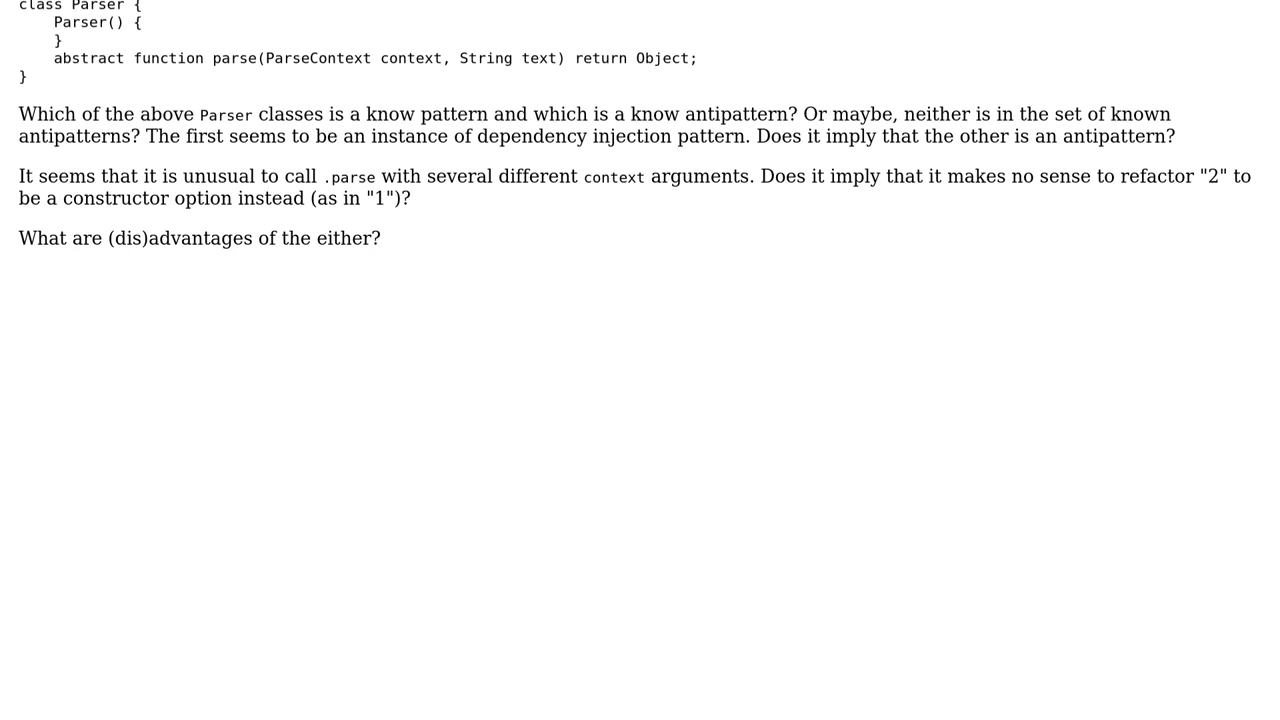 class Parser {
    Parser() {
    }
    abstract function parse(ParseContext context, String text) return Object;
}
Which of the above Parser classes is a know pattern and which is a know antipattern? Or maybe, neither is in the set of known
antipatterns? The first seems to be an instance of dependency injection pattern. Does it imply that the other is an antipattern?
It seems that it is unusual to call .parse with several different context arguments. Does it imply that it makes no sense to refactor "2" to
be a constructor option instead (as in "1")?
What are (dis)advantages of the either?